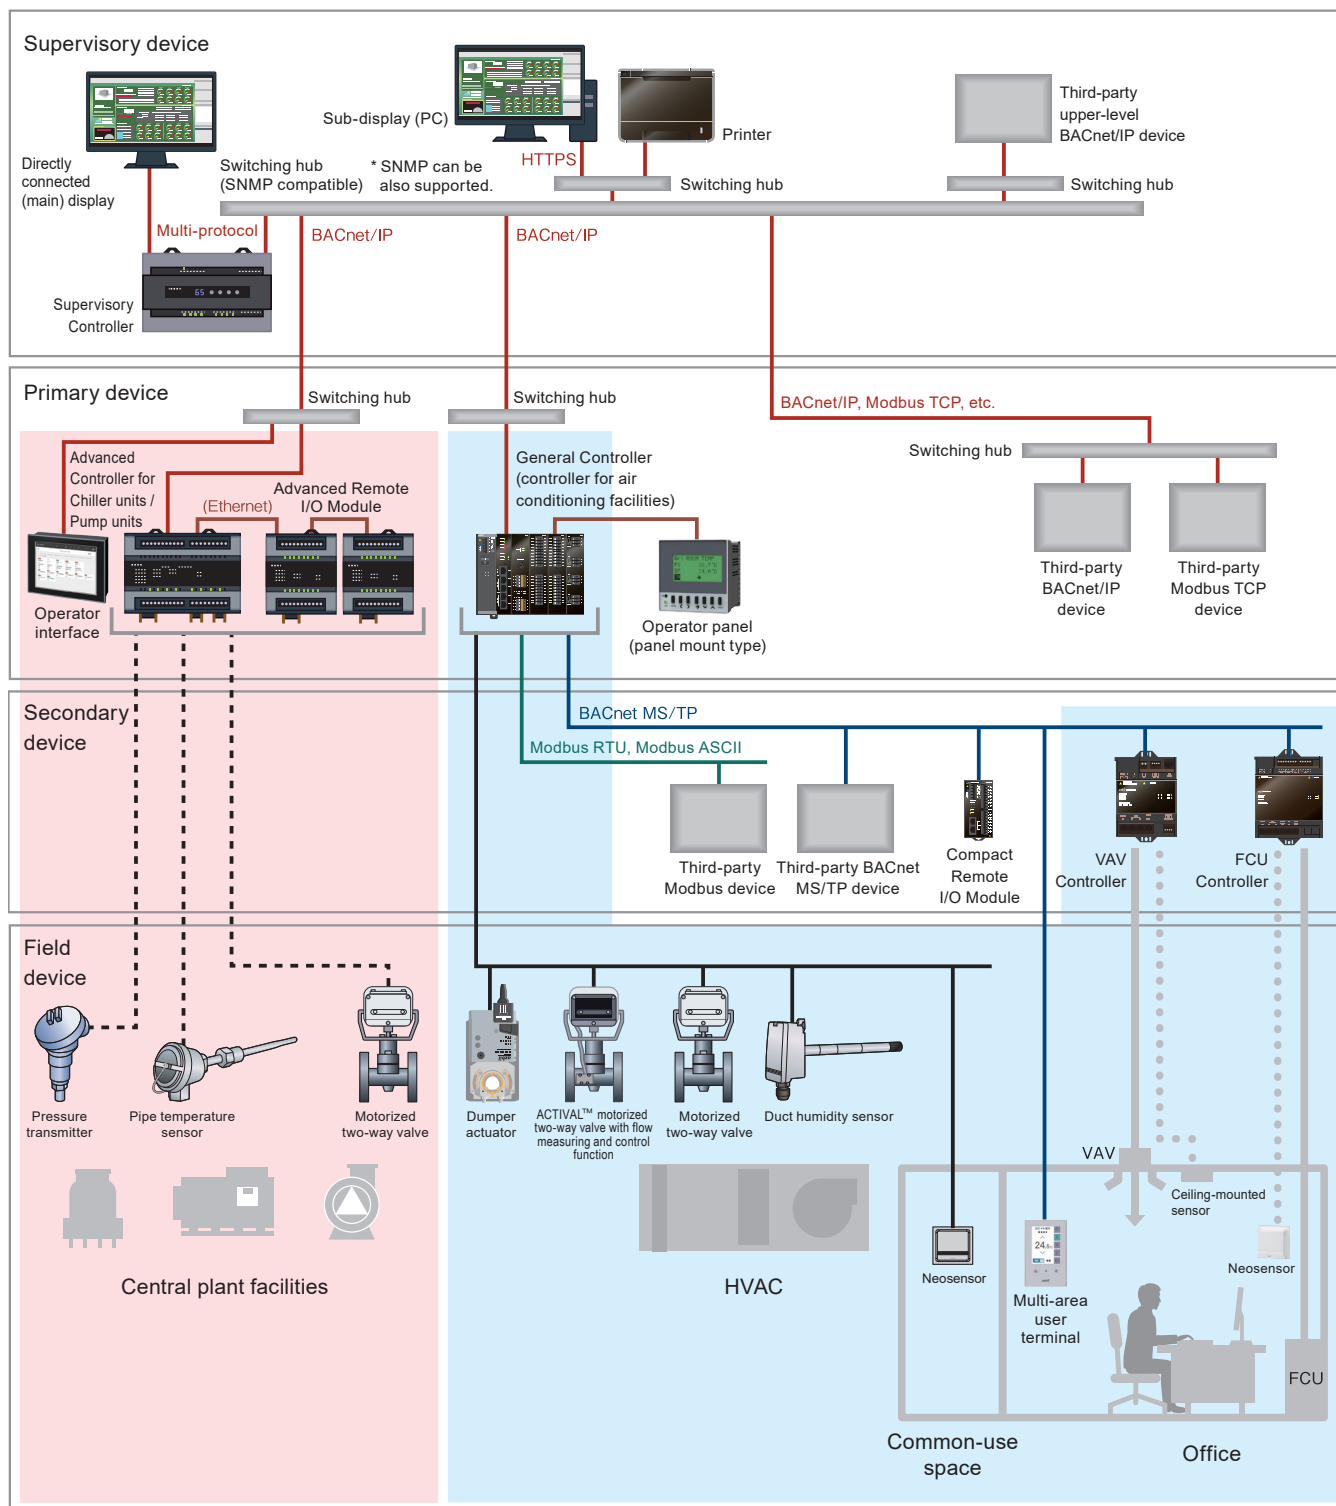 Supervisory device
Directly
connected
(main) display
Sub-display (PC)
Printer
Third-party
upper-level
BACnet/IP device
HTTPS
Switching hub
(SNMP compatible)
* SNMP can be
also supported.
Switching hub
Switching hub
Multi-protocol
BACnet/IP
BACnet/IP
65
Supervisory
Controller
Primary device
Switching hub
Switching hub
BACnet/IP, Modbus TCP, etc.
Switching hub
Advanced
Controller for
Chiller units /
Pump units
(Ethernet)
Advanced Remote
I/O Module
General Controller
(controller for air
conditioning facilities)
Operator
interface
Operator panel
(panel mount type)
Third-party
BACnet/IP
device
Third-party
Modbus TCP
device
Secondary
device
BACnet MS/TP
Modbus RTU, Modbus ASCII
Third-party
Modbus device
Third-party BACnet
MS/TP device
Compact
Remote
I/O Module
VAV
Controller
FCU
Controller
Field
device
Pressure
transmitter
Pipe temperature
sensor
Motorized
two-way valve
Dumper
actuator
ACTIVAL™ motorized
two-way valve with flow
measuring and control
function
Motorized
two-way valve
Duct humidity sensor
VAV
Ceiling-mounted
sensor
Neosensor
24.5
Neosensor
Multi-area
user
terminal
FCU
Central plant facilities
HVAC
Common-use
space
Office